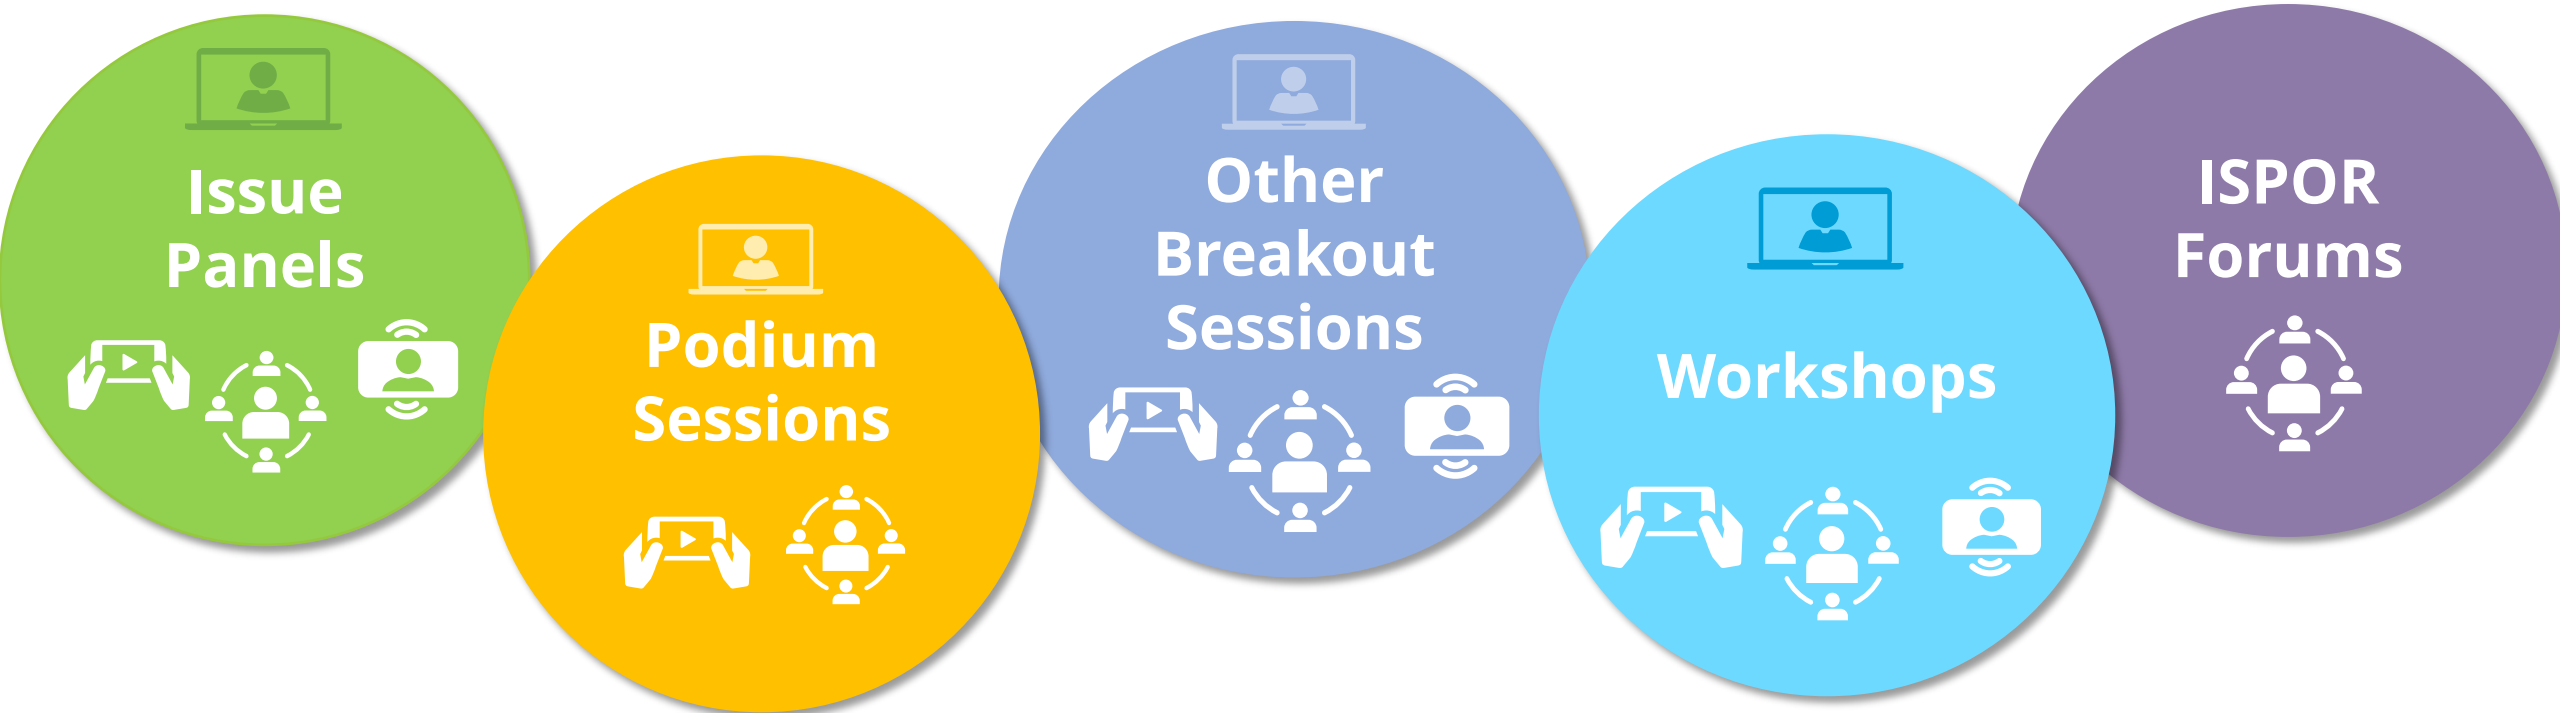 Issue
Panels
Podium
Sessions
Other
Breakout
Sessions
Workshops
ISPOR
Forums